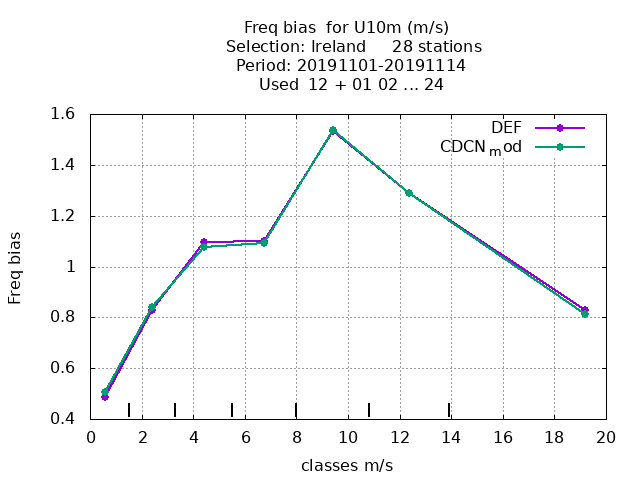 Freq bias  for U10m (m/s)
Selection: Ireland     28 stations
Period: 20191101-20191114
Used  12 + 01 02 ... 24
DEF
CDCN_mod
1.6
1.4
1.2
1
0.8
0.6
0.4
0 2 4 6 8 10 12 14 16 18 20
Freq bias
classes m/s